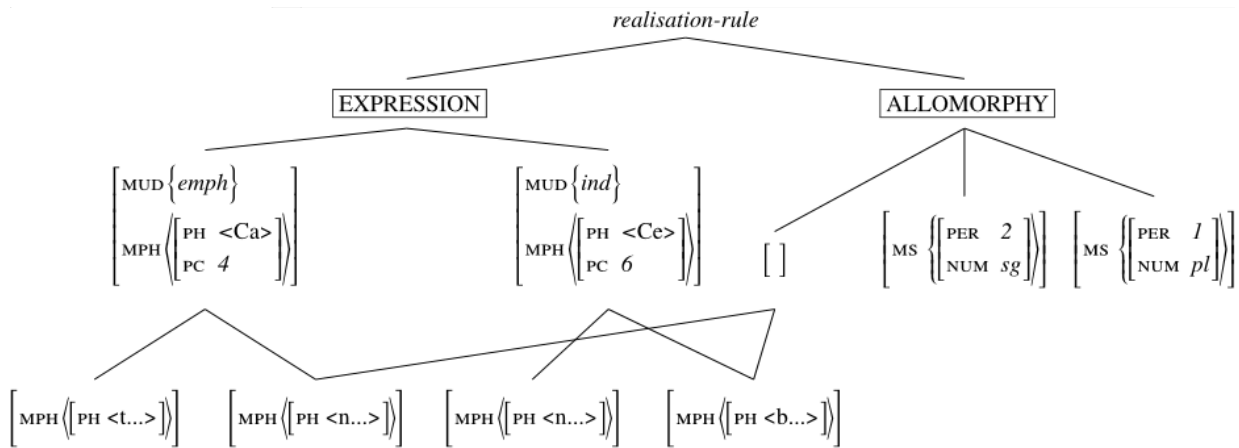 realisation-rule
EXPRESSION ALLOMORPHY
[MUD {emph} MPH ⟨[PH <Ca> PC 4]⟩]
[MUD {ind} MPH ⟨[PH <Ce> PC 6]⟩]
[ ]
[MS {[PER 2 NUM sg]⟩]
[MS {[PER 1 NUM pl]⟩]
[MPH ⟨[PH <t...>]⟩] [MPH ⟨[PH <n...>]⟩] [MPH ⟨[PH <n...>]⟩] [MPH ⟨[PH <b...>]⟩]